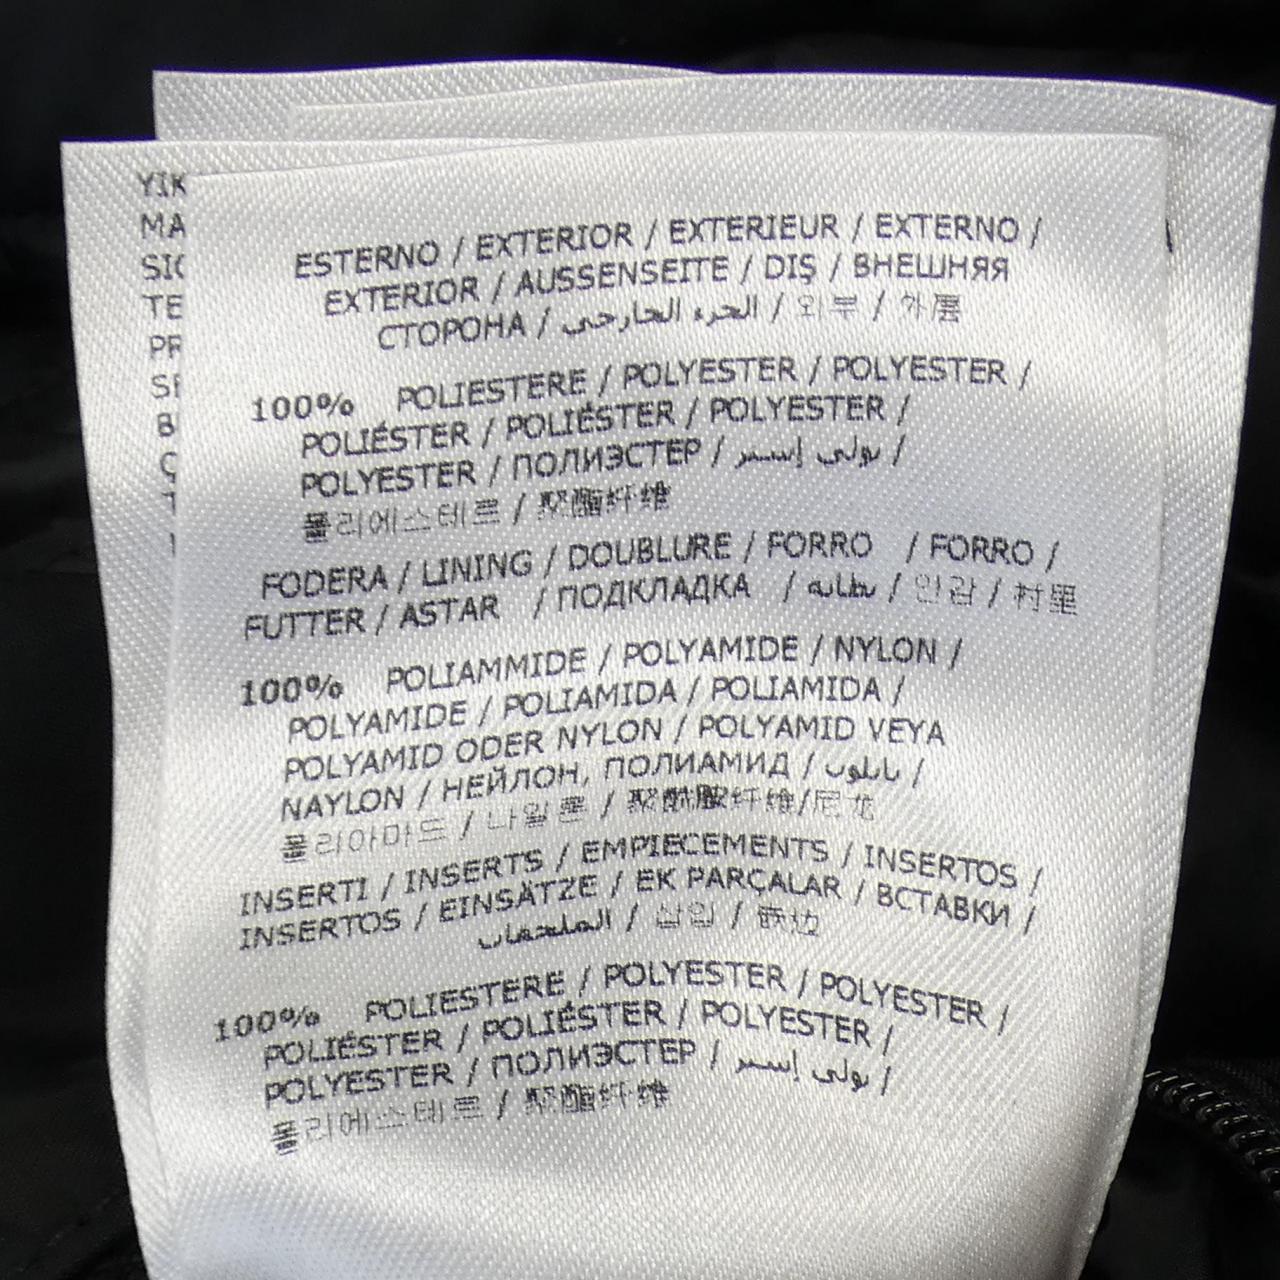 ESTERNO / EXTERIOR / EXTERIEUR / EXTERNO /
EXTERIOR / AUSSENSEITE / DIŞ / ВНЕШНЯЯ
СТОРОНА / الجزء الخارجي / 외부 / 外層
100% POLIESTERE / POLYESTER / POLYESTER /
POLIÉSTER / POLIÉSTER / POLYESTER /
POLYESTER / ПОЛИЭСТЕР / بولي إستر /
폴리에스테르 / 聚酯纤维
FODERA / LINING / DOUBLURE / FORRO / FORRO /
FUTTER / ASTAR / ПОДКЛАДКА / بطانة / 안감 / 衬里
100% POLIAMMIDE / POLYAMIDE / NYLON /
POLYAMIDE / POLIAMIDA / POLIAMIDA /
POLYAMID ODER NYLON / POLYAMID VEYA
NAYLON / НЕЙЛОН, ПОЛИАМИД / نايلون /
폴리아마드 / 나일론 / 聚酰胺纤维/尼龙
INSERTI / INSERTS / EMPIECEMENTS / INSERTOS /
INSERTOS / EINSÄTZE / EK PARÇALAR / ВСТАВКИ /
الملحقات / 삽입 / 嵌边
100% POLIESTERE / POLYESTER / POLYESTER /
POLIÉSTER / POLIÉSTER / POLYESTER /
POLYESTER / ПОЛИЭСТЕР / بولي إستر /
폴리에스테르 / 聚酯纤维